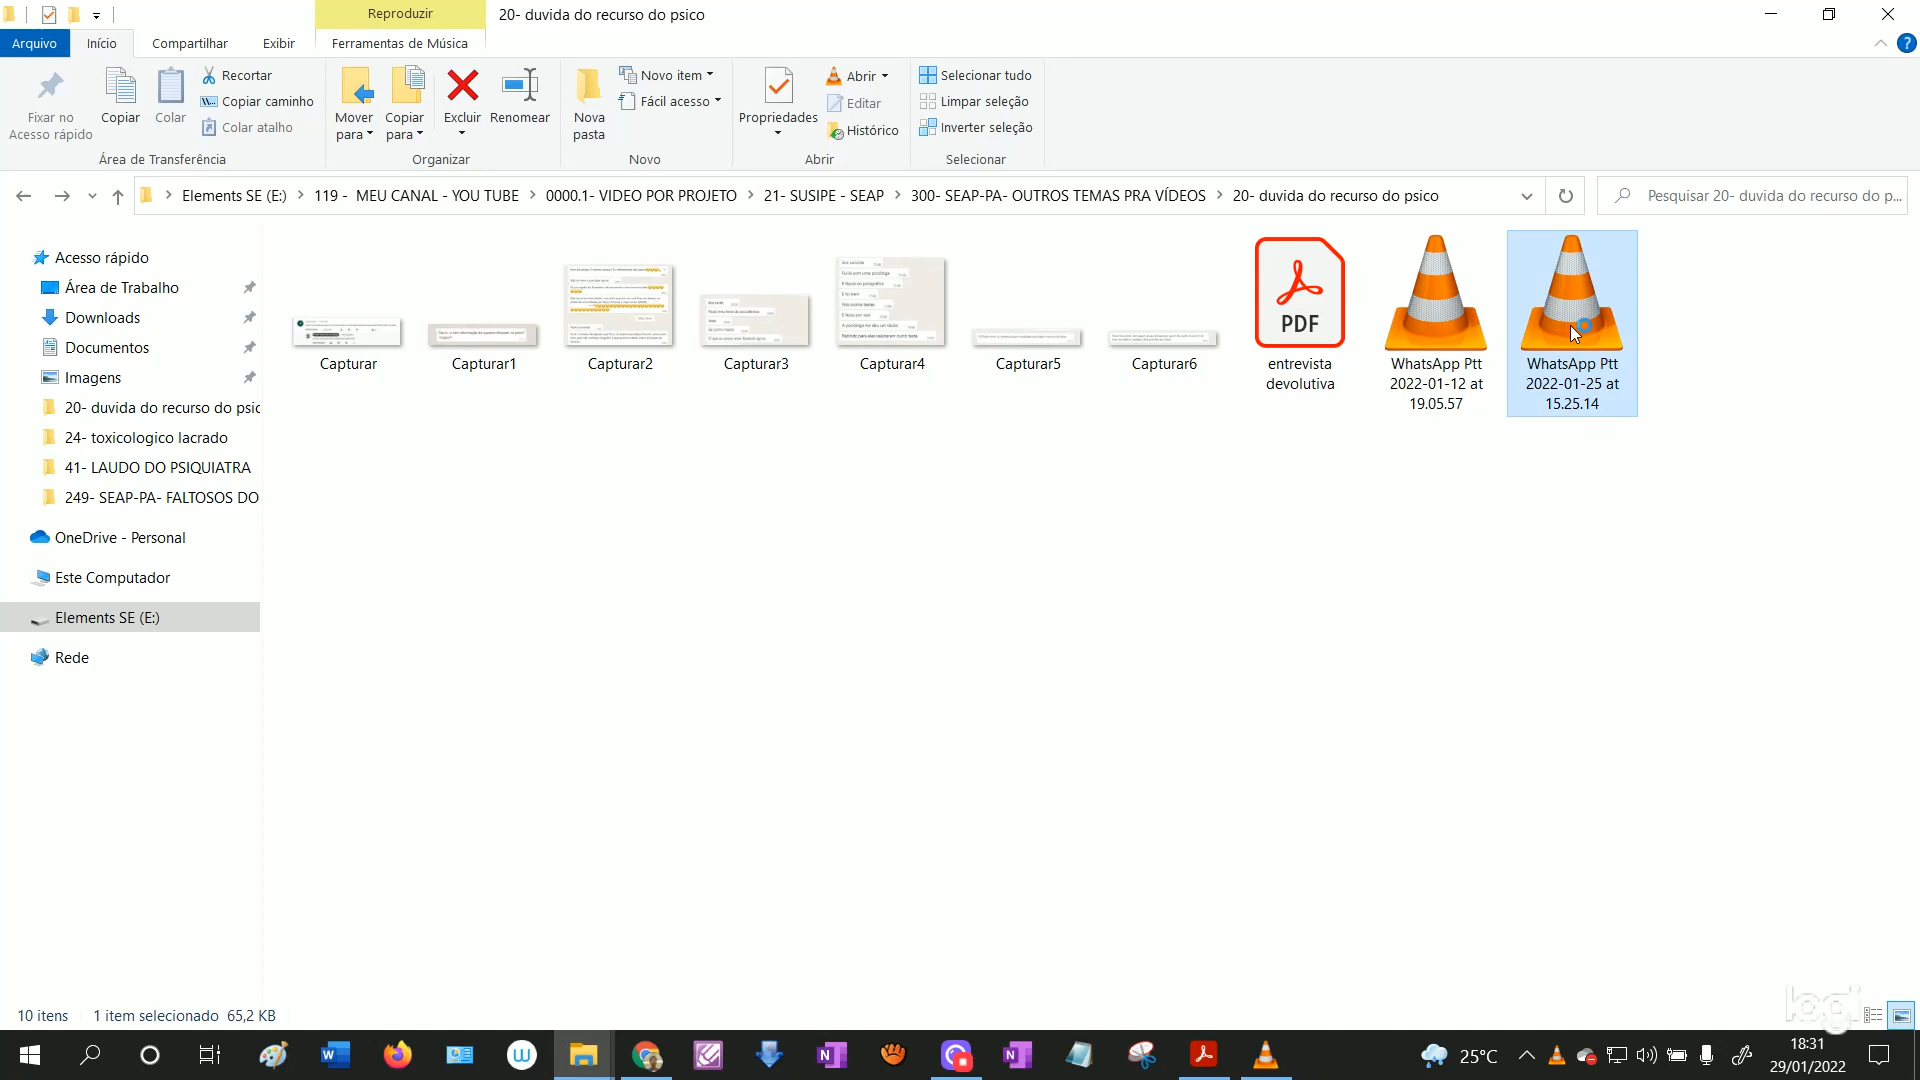 Reproduzir
20- duvida do recurso do psico
Arquivo
Início
Compartilhar
Exibir
Ferramentas de Música
Fixar no
Acesso rápido
Copiar
Colar
Recortar
Copiar caminho
Colar atalho
Área de Transferência
Mover
para
Copiar
para
Excluir
Renomear
Organizar
Nova
pasta
Novo item
Fácil acesso
Novo
Propriedades
Abrir
Editar
Histórico
Abrir
Selecionar tudo
Limpar seleção
Inverter seleção
Selecionar
Elements SE (E:)
119 - MEU CANAL - YOU TUBE
0000.1- VIDEO POR PROJETO
21- SUSIPE - SEAP
300- SEAP-PA- OUTROS TEMAS PRA VÍDEOS
20- duvida do recurso do psico
Pesquisar 20- duvida do recurso do p...
Acesso rápido
Área de Trabalho
Downloads
Documentos
Imagens
20- duvida do recurso do psic
24- toxicologico lacrado
41- LAUDO DO PSIQUIATRA
249- SEAP-PA- FALTOSOS DO
OneDrive - Personal
Este Computador
Elements SE (E:)
Rede
Capturar
Capturar1
Capturar2
Capturar3
Capturar4
Capturar5
Capturar6
PDF
entrevista
devolutiva
WhatsApp Ptt
2022-01-12 at
19.05.57
WhatsApp Ptt
2022-01-25 at
15.25.14
10 itens
1 item selecionado 65,2 KB
logi
25°C
18:31
29/01/2022